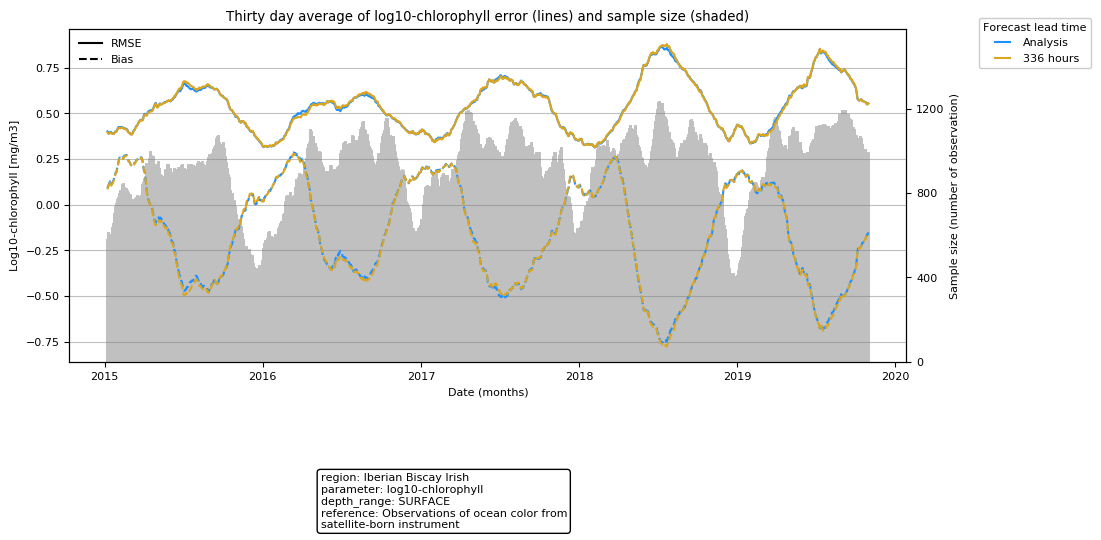 Thirty day average of log10-chlorophyll error (lines) and sample size (shaded)
Forecast lead time
Analysis
336 hours
RMSE
Bias
Log10-chlorophyll [mg/m3]
0.75
0.50
0.25
0.00
−0.25
−0.50
−0.75
1200
800
400
0
Sample size (number of observation)
2015 2016 2017 2018 2019 2020
Date (months)
region: Iberian Biscay Irish
parameter: log10-chlorophyll
depth_range: SURFACE
reference: Observations of ocean color from
satellite-born instrument